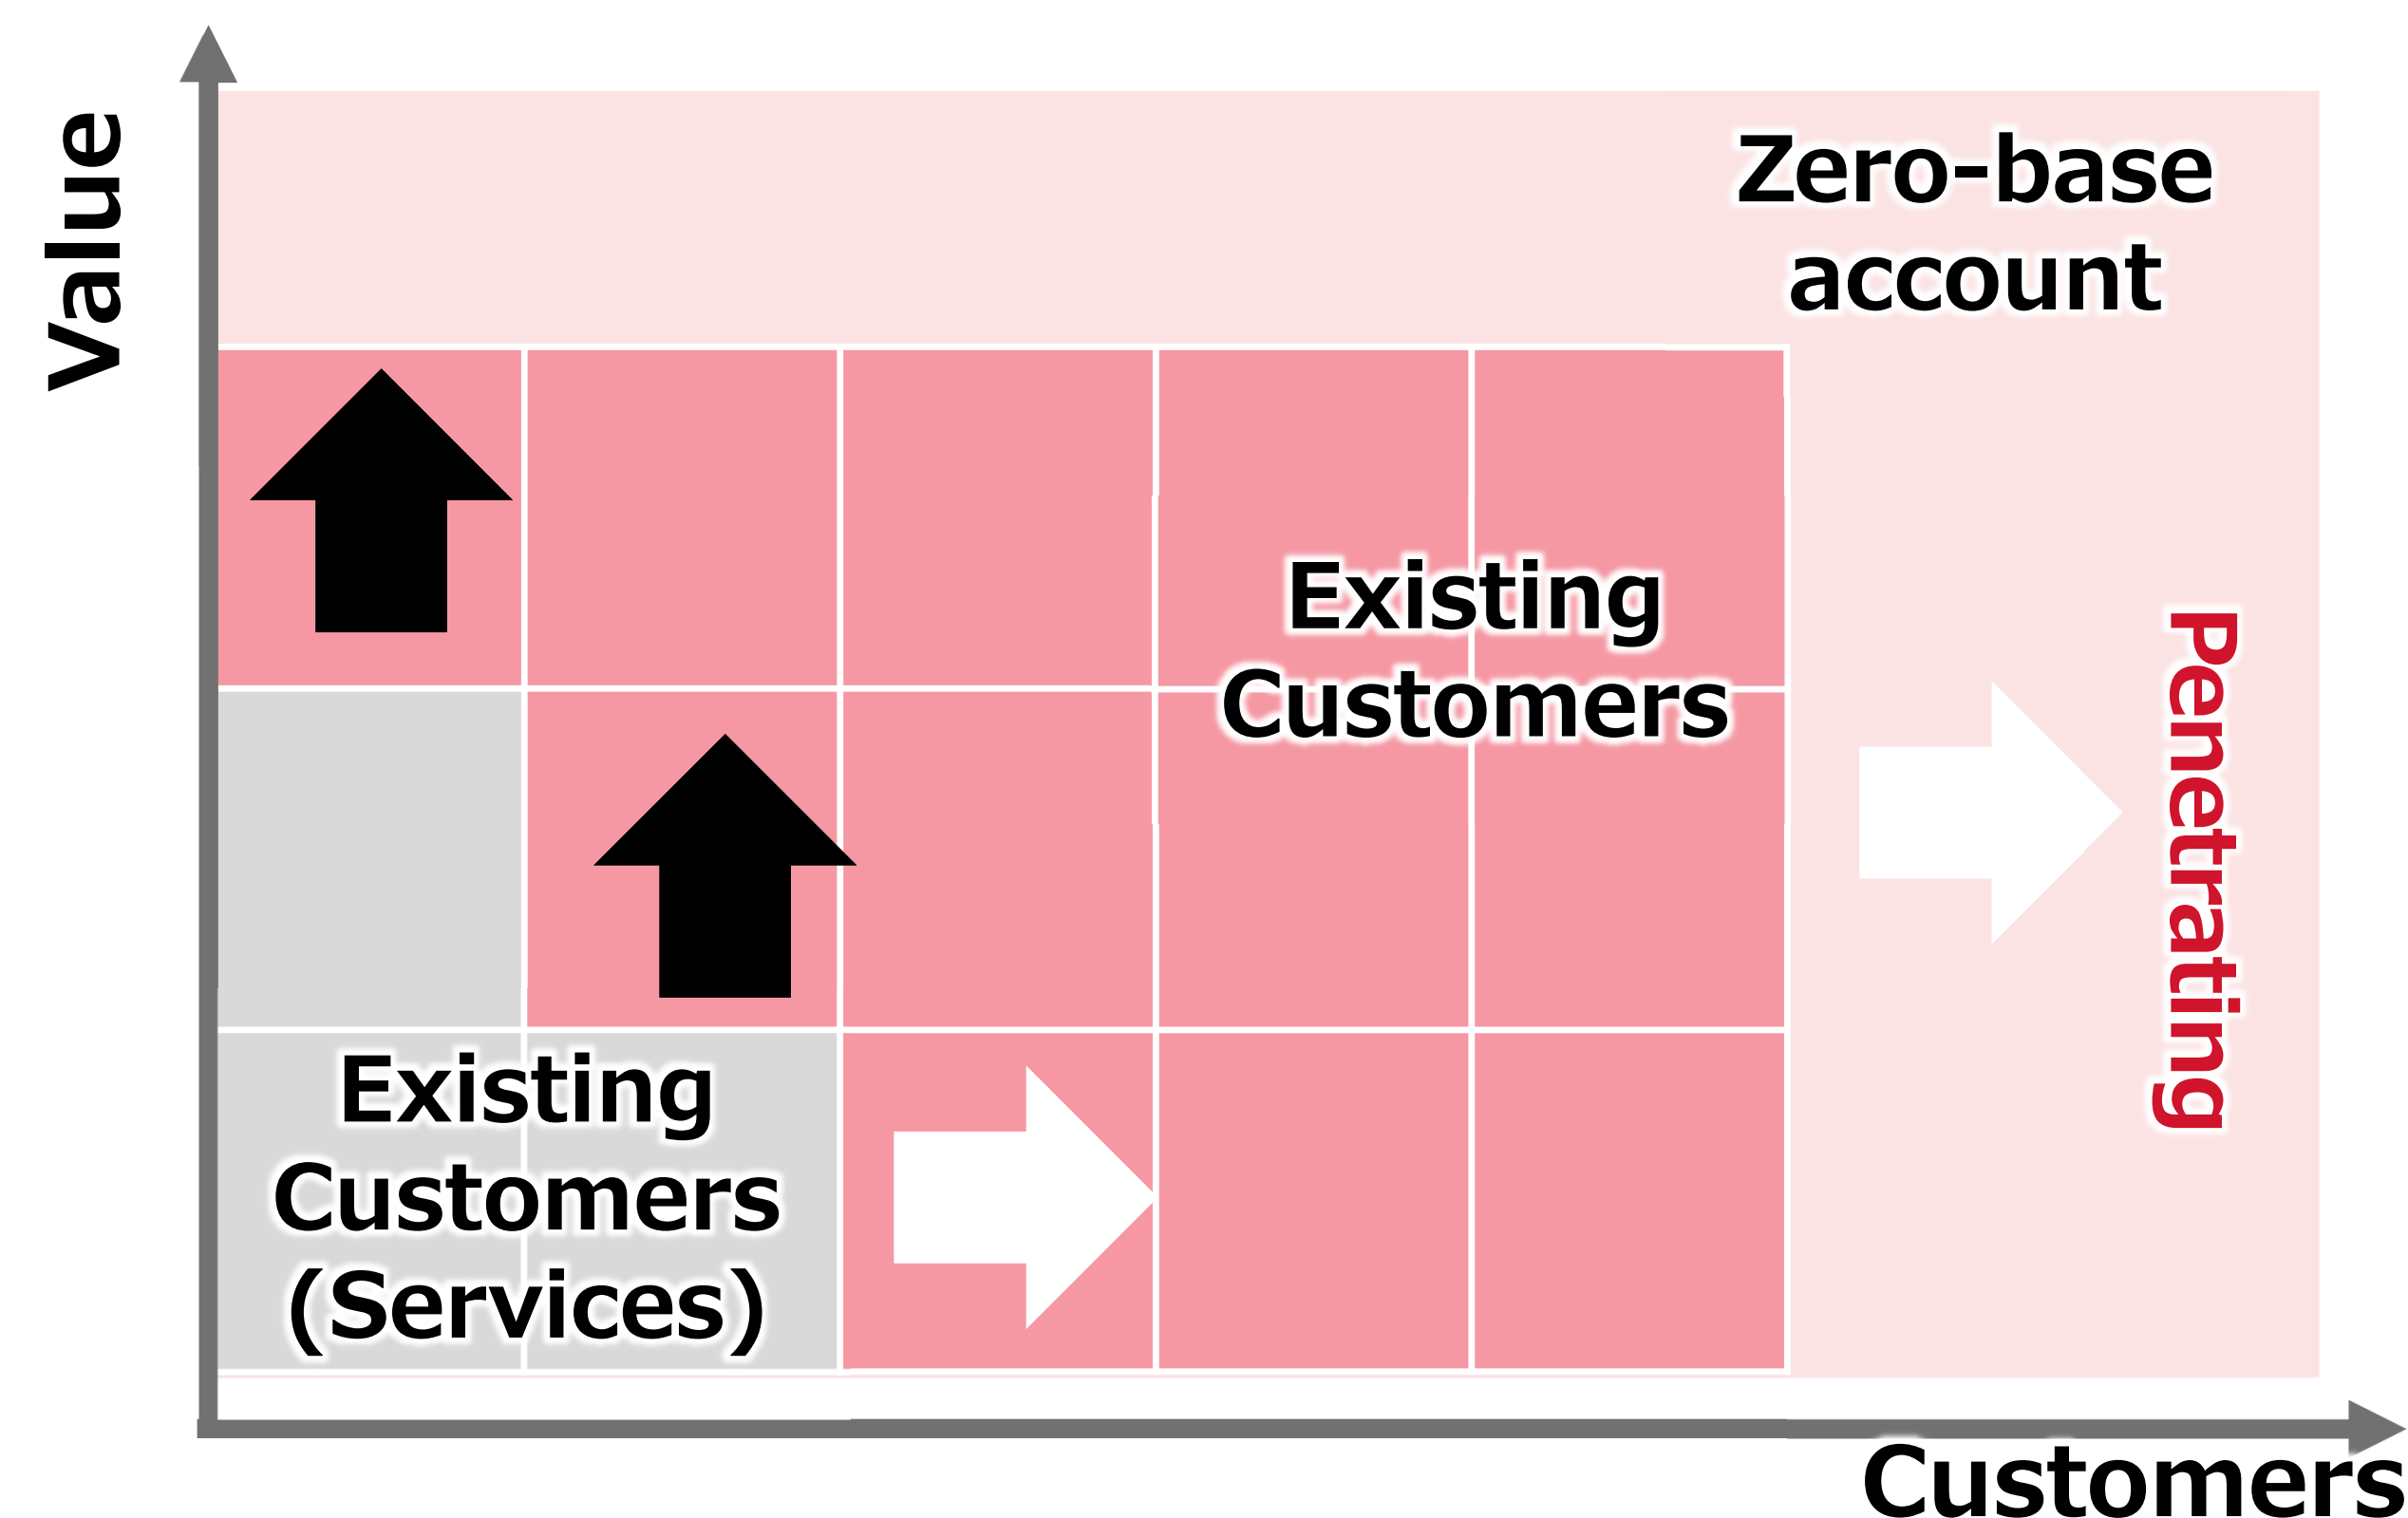 Value
Zero-base
account
Existing
Customers
Penetrating
Existing
Customers
(Services)
Customers